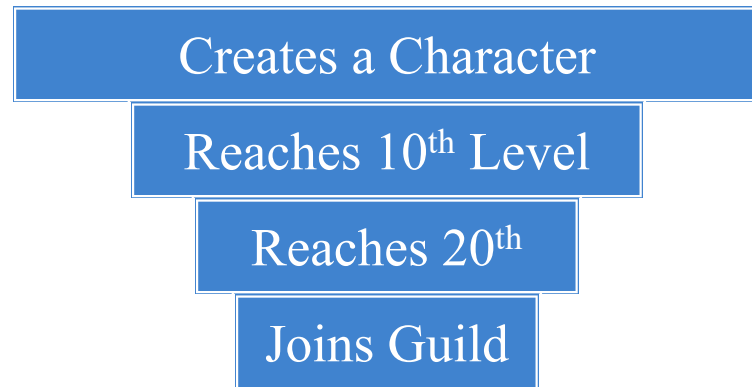 Creates a Character
Reaches 10th Level
Reaches 20th
Joins Guild